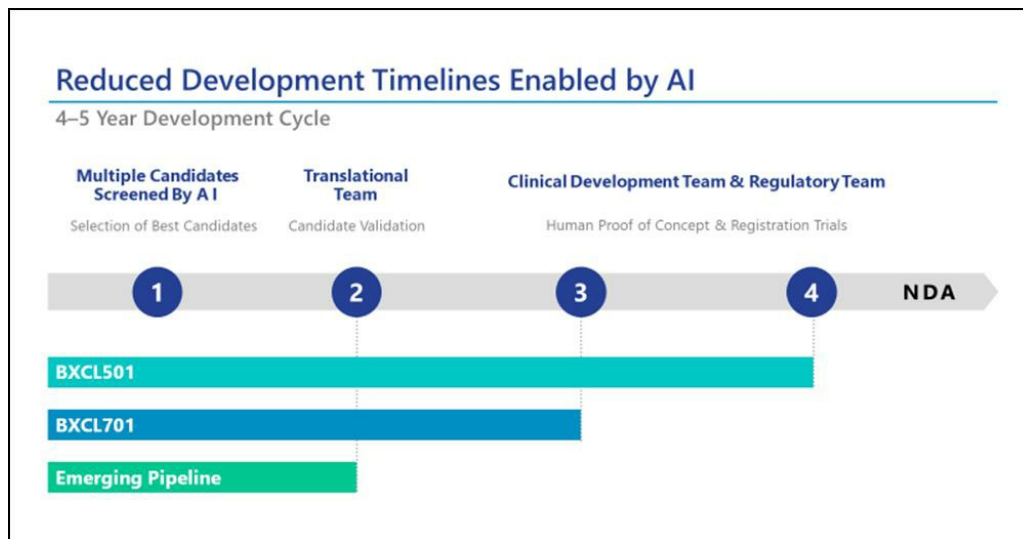 Reduced Development Timelines Enabled by AI
4–5 Year Development Cycle
Multiple Candidates
Screened By A I
Selection of Best Candidates
Translational
Team
Candidate Validation
Clinical Development Team & Regulatory Team
Human Proof of Concept & Registration Trials
1
2
3
4
NDA
BXCL501
BXCL701
Emerging Pipeline